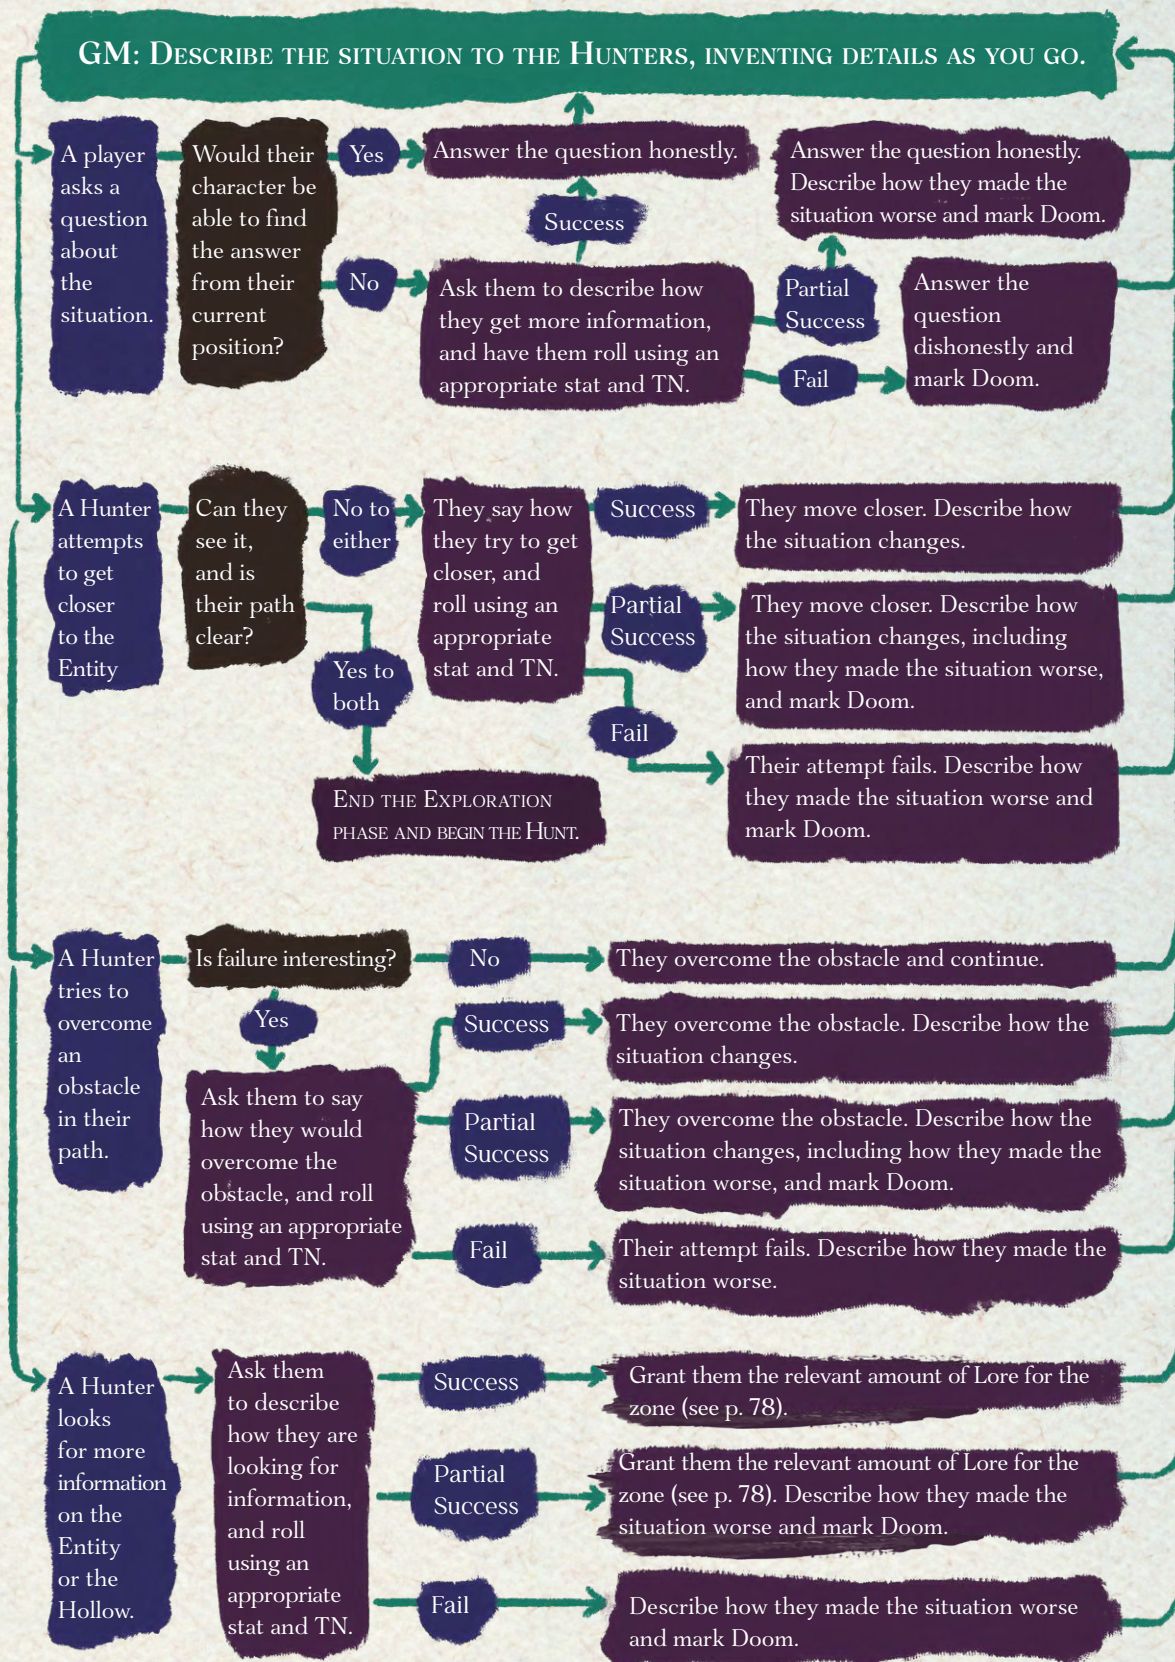 GM: Describe the situation to the Hunters, inventing details as you go.
A player
asks a
question
about
the
situation.
Would their
character be
able to find
the answer
from their
current
position?
Yes
Answer the question honestly.
Success
No
Ask them to describe how
they get more information,
and have them roll using an
appropriate stat and TN.
Answer the question honestly.
Describe how they made the
situation worse and mark Doom.
Partial
Success
Fail
Answer the
question
dishonestly and
mark Doom.
A Hunter
attempts
to get
closer
to the
Entity
Can they
see it,
and is
their path
clear?
No to
either
Yes to
both
End the Exploration
phase and begin the Hunt.
They say how
they try to get
closer, and
roll using an
appropriate
stat and TN.
Success
They move closer. Describe how
the situation changes.
Partial
Success
They move closer. Describe how
the situation changes, including
how they made the situation worse,
and mark Doom.
Fail
Their attempt fails. Describe how
they made the situation worse and
mark Doom.
A Hunter
tries to
overcome
an
obstacle
in their
path.
Is failure interesting?
No
They overcome the obstacle and continue.
Yes
Ask them to say
how they would
overcome the
obstacle, and roll
using an appropriate
stat and TN.
Success
They overcome the obstacle. Describe how the
situation changes.
Partial
Success
They overcome the obstacle. Describe how the
situation changes, including how they made the
situation worse, and mark Doom.
Fail
Their attempt fails. Describe how they made the
situation worse.
A Hunter
looks
for more
information
on the
Entity
or the
Hollow.
Ask them
to describe
how they are
looking for
information,
and roll
using an
appropriate
stat and TN.
Success
Grant them the relevant amount of Lore for the
zone (see p. 78).
Partial
Success
Grant them the relevant amount of Lore for the
zone (see p. 78). Describe how they made the
situation worse and mark Doom.
Fail
Describe how they made the situation worse
and mark Doom.